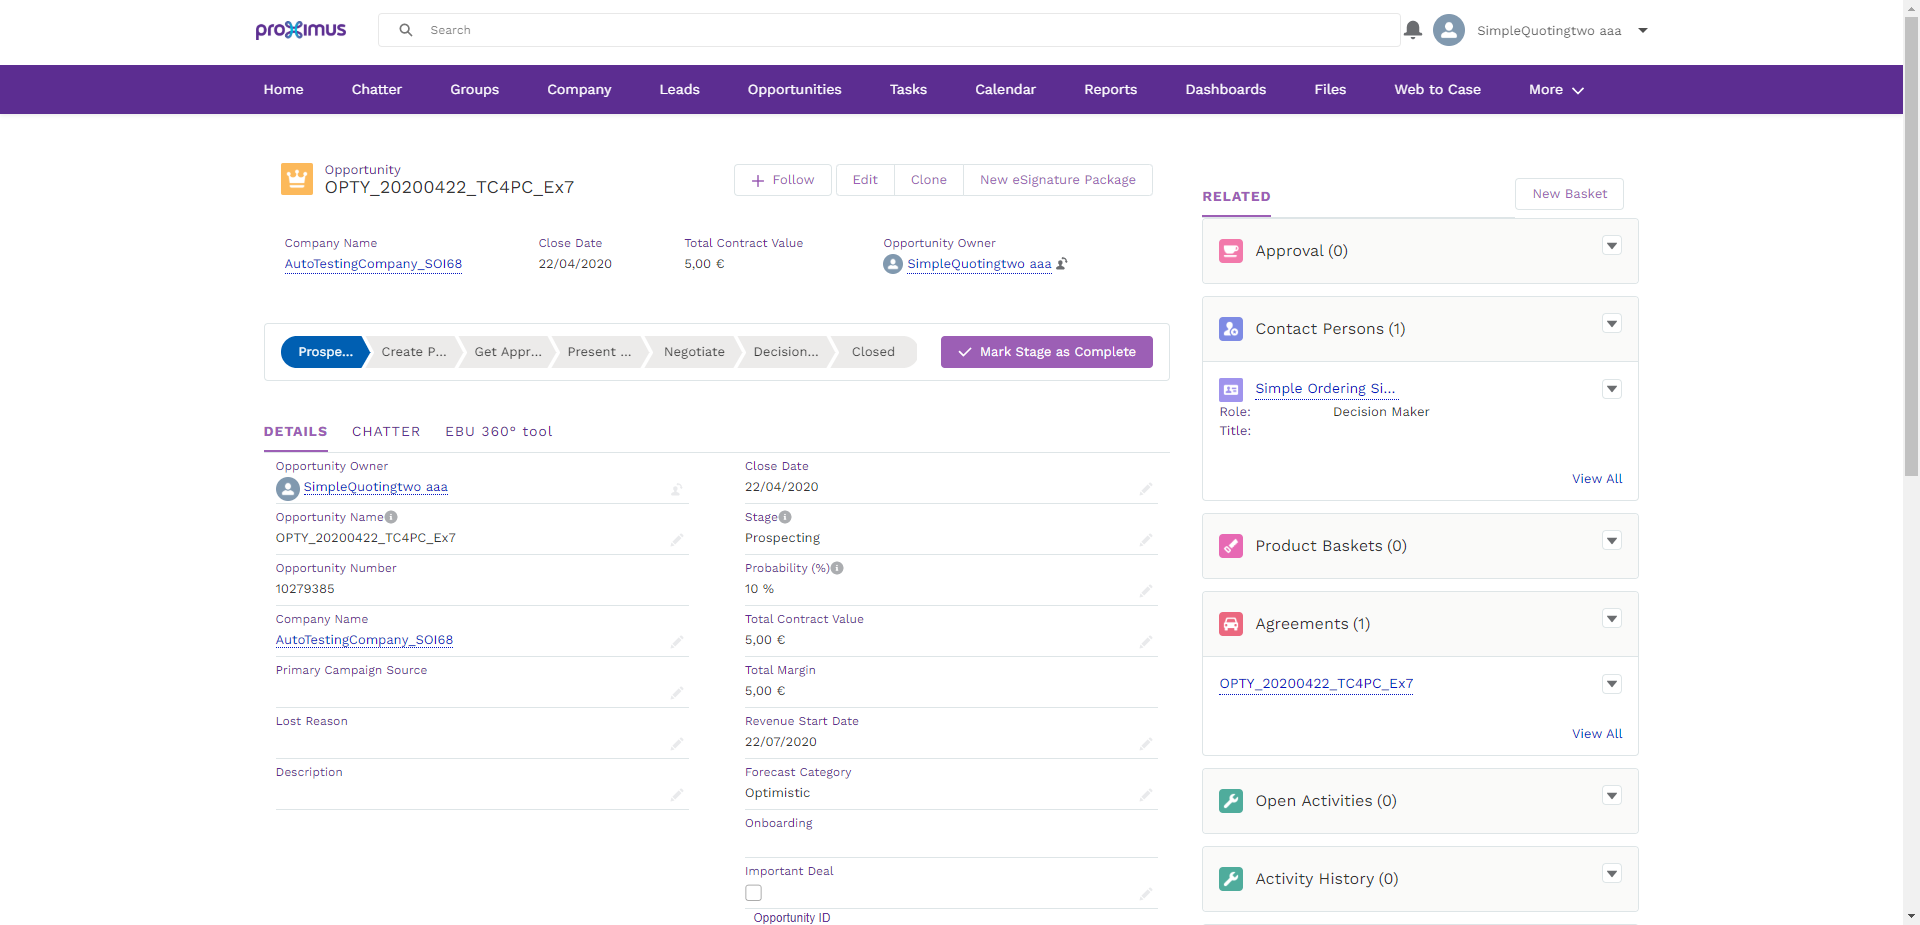 proximus
Search
SimpleQuotingtwo aaa
Home Chatter Groups Company Leads Opportunities Tasks Calendar Reports Dashboards Files Web to Case More
Opportunity
OPTY_20200422_TC4PC_Ex7
Follow Edit Clone New eSignature Package
Company Name Close Date Total Contract Value Opportunity Owner
AutoTestingCompany_SOI68 22/04/2020 5,00 € SimpleQuotingtwo aaa
Prospe... Create P... Get Appr... Present ... Negotiate Decision... Closed Mark Stage as Complete
DETAILS CHATTER EBU 360° tool
Opportunity Owner
SimpleQuotingtwo aaa
Opportunity Name
OPTY_20200422_TC4PC_Ex7
Opportunity Number
10279385
Company Name
AutoTestingCompany_SOI68
Primary Campaign Source
Lost Reason
Description
Close Date
22/04/2020
Stage
Prospecting
Probability (%)
10 %
Total Contract Value
5,00 €
Total Margin
5,00 €
Revenue Start Date
22/07/2020
Forecast Category
Optimistic
Onboarding
Important Deal
Opportunity ID
RELATED New Basket
Approval (0)
Contact Persons (1)
Simple Ordering Si...
Role: Decision Maker
Title:
View All
Product Baskets (0)
Agreements (1)
OPTY_20200422_TC4PC_Ex7
View All
Open Activities (0)
Activity History (0)